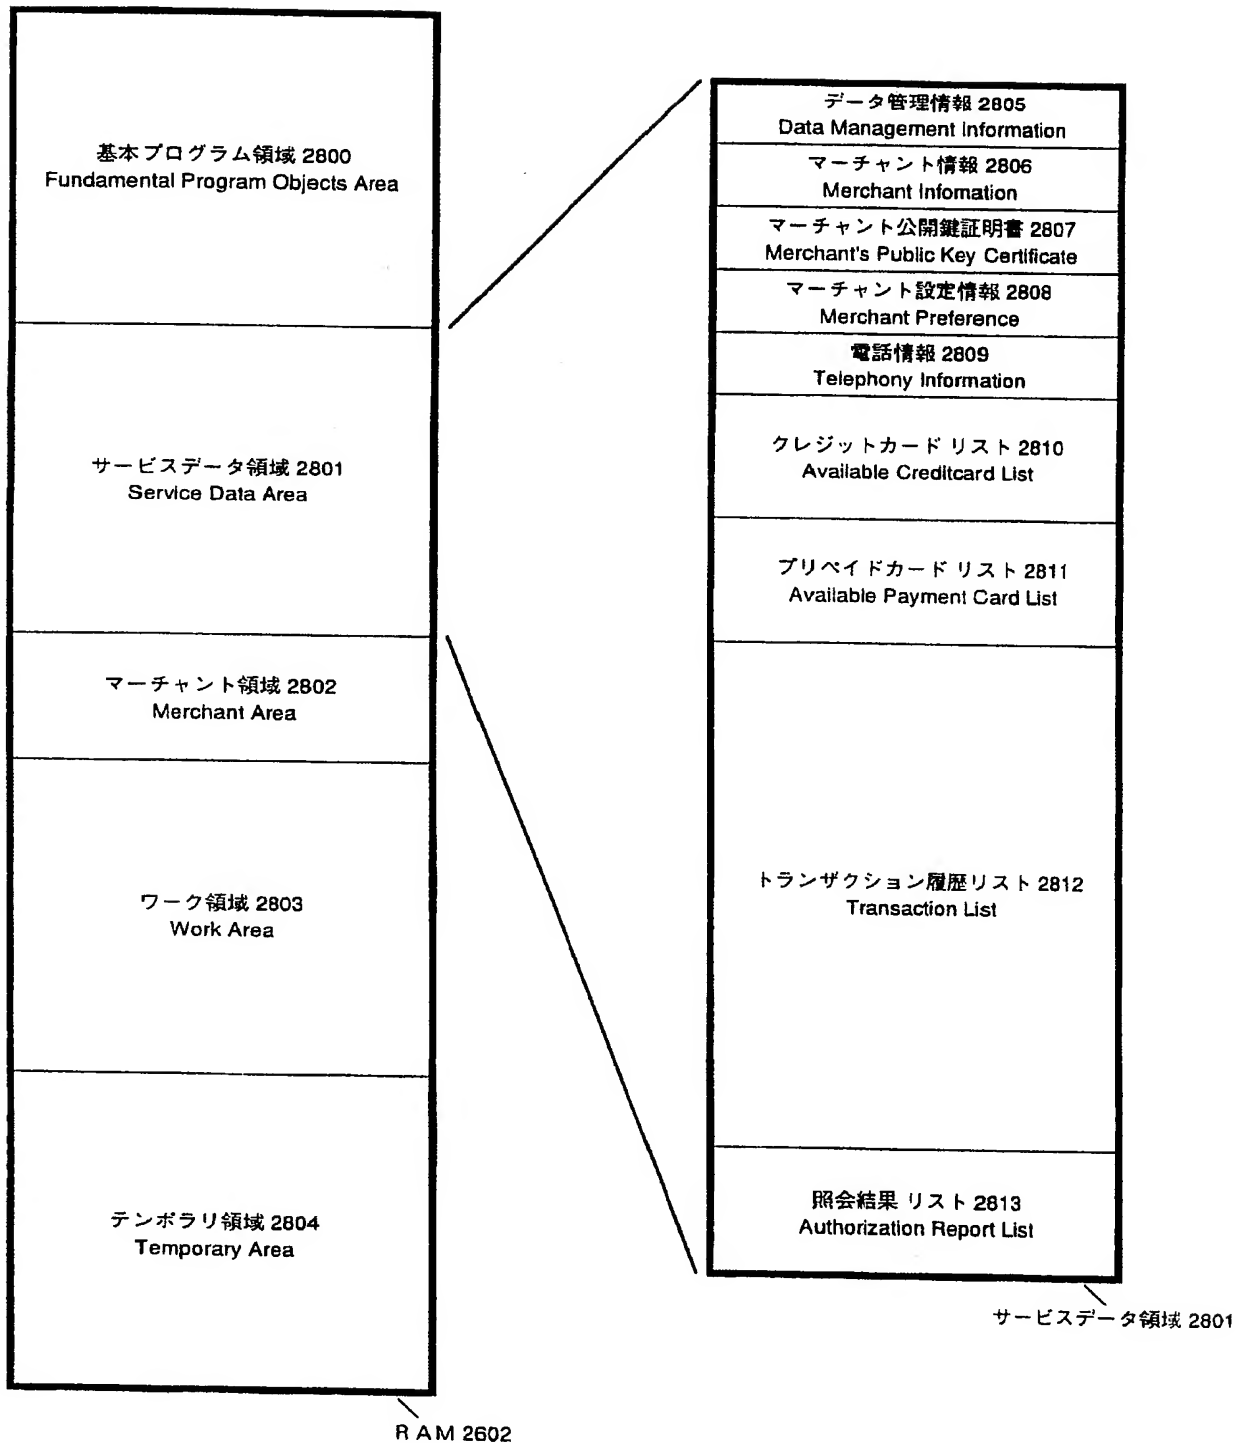 基本プログラム領域 2800
Fundamental Program Objects Area
サービスデータ領域 2801
Service Data Area
マーチャント領域 2802
Merchant Area
ワーク領域 2803
Work Area
テンポラリ領域 2804
Temporary Area
RAM 2602
データ管理情報 2805
Data Management Information
マーチャント情報 2806
Merchant Infomation
マーチャント公開鍵証明書 2807
Merchant's Public Key Certificate
マーチャント設定情報 2808
Merchant Preference
電話情報 2809
Telephony Information
クレジットカード リスト 2810
Available Creditcard List
プリペイドカード リスト 2811
Available Payment Card List
トランザクション履歴リスト 2812
Transaction List
照会結果 リスト 2813
Authorization Report List
サービスデータ領域 2801